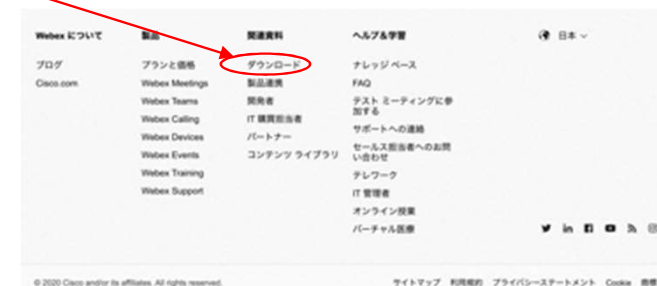 Webex について
ブログ
Cisco.com
製品
プランと価格
Webex Meetings
Webex Teams
Webex Calling
Webex Devices
Webex Events
Webex Training
Webex Support
関連資料
ダウンロード
製品連携
開発者
IT 購買担当者
パートナー
コンテンツ ライブラリ
ヘルプ&学習
ナレッジ ベース
FAQ
テスト ミーティングに参
加する
サポートへの連絡
セールス担当者へのお問
い合わせ
テレワーク
IT 管理者
オンライン授業
バーチャル医療
日本
© 2020 Cisco and/or its affiliates. All rights reserved.
サイトマップ 利用規約 プライバシーステートメント Cookie 商標